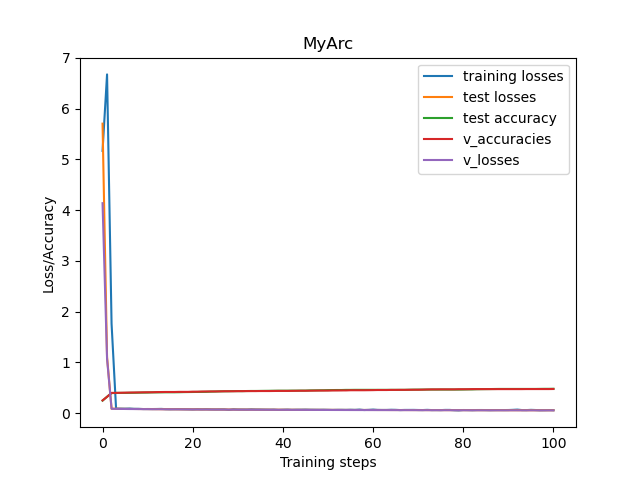 MyArc
7
6
5
4
3
2
1
0
Loss/Accuracy
training losses
test losses
test accuracy
v_accuracies
v_losses
0 20 40 60 80 100
Training steps